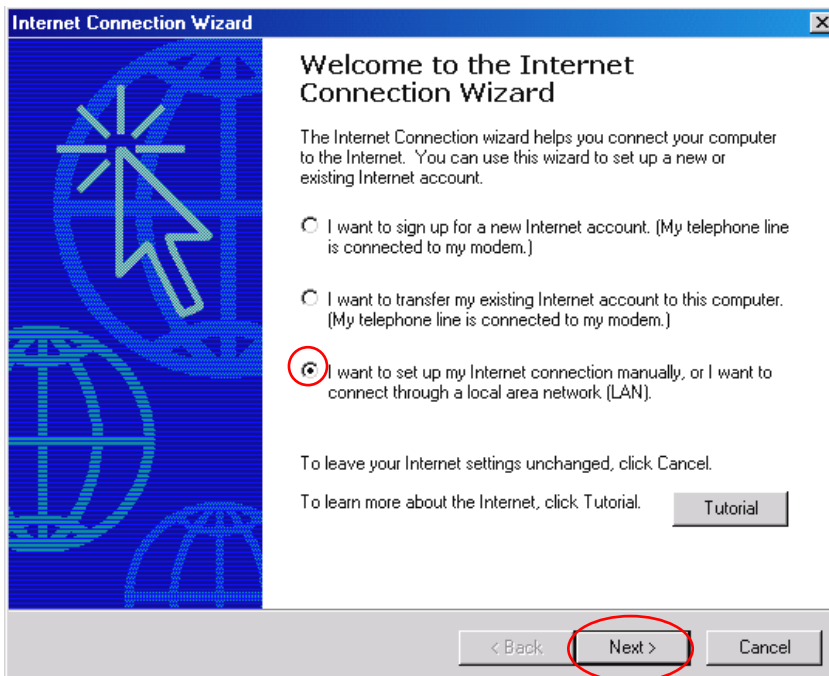 Internet Connection Wizard
Welcome to the Internet
Connection Wizard
The Internet Connection wizard helps you connect your computer
to the Internet. You can use this wizard to set up a new or
existing Internet account.
I want to sign up for a new Internet account. (My telephone line
is connected to my modem.)
I want to transfer my existing Internet account to this computer.
(My telephone line is connected to my modem.)
I want to set up my Internet connection manually, or I want to
connect through a local area network (LAN).
To leave your Internet settings unchanged, click Cancel.
To learn more about the Internet, click Tutorial.
Tutorial
< Back
Next >
Cancel